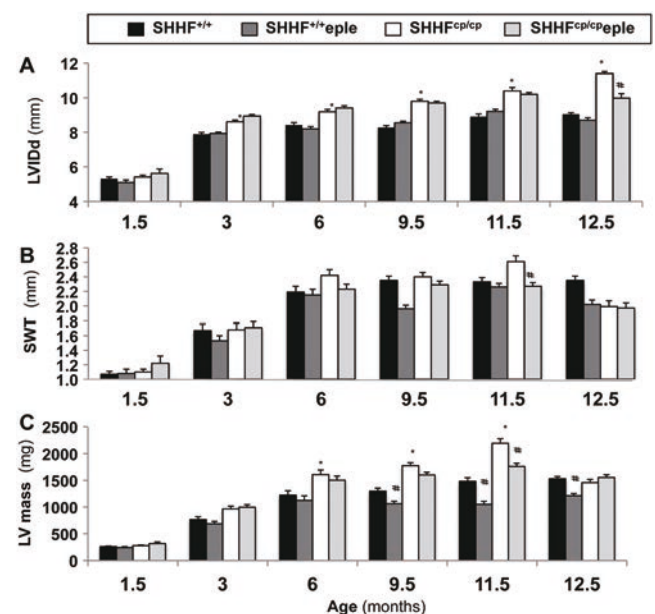 SHHF+/+ SHHF+/+eple SHHFcp/cp SHHFcp/cpeple
A
LVIDd (mm)
12
10
8
6
4
* * * * * #
1.5 3 6 9.5 11.5 12.5
B
SWT (mm)
2.8
2.6
2.4
2.2
2.0
1.8
1.6
1.4
1.2
1.0
* #
1.5 3 6 9.5 11.5 12.5
C
LV mass (mg)
2500
2000
1500
1000
500
0
* # * # * # #
1.5 3 6 9.5 11.5 12.5
Age (months)